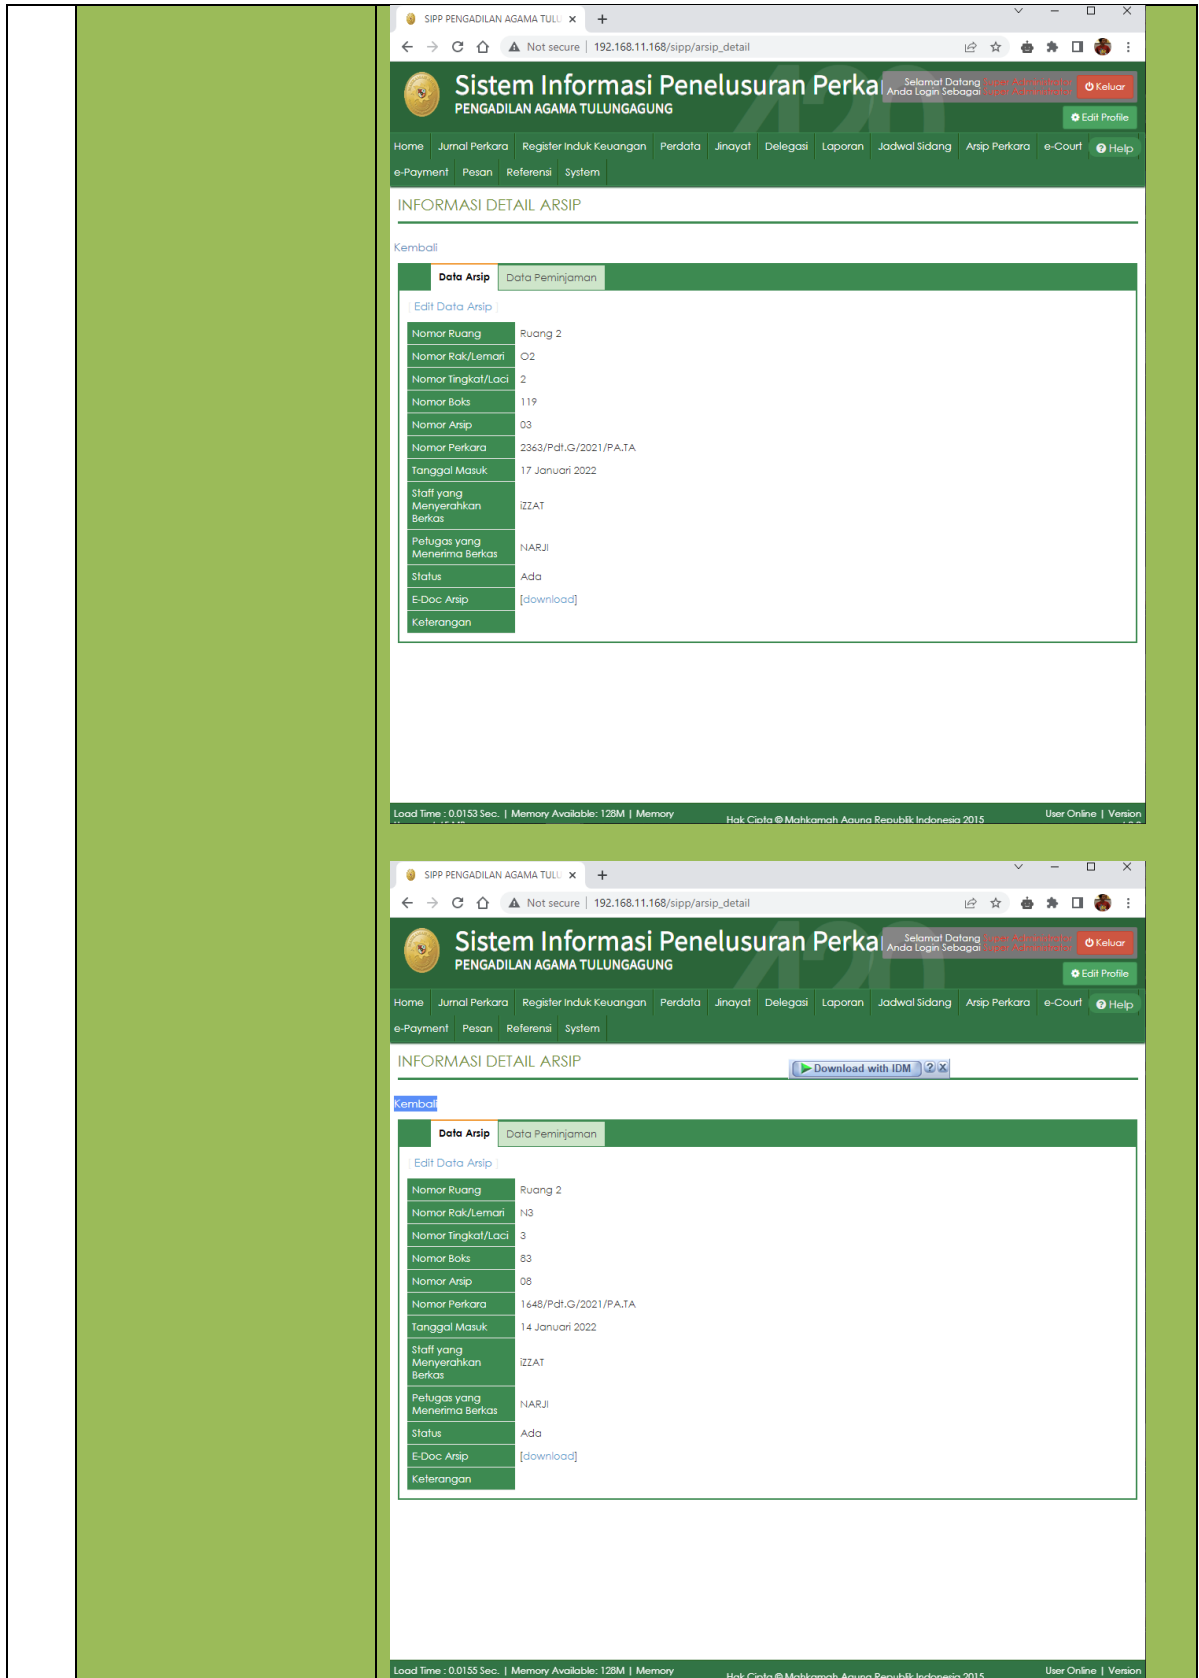 SIPP PENGADILAN AGAMA TULU
Not secure | 192.168.11.168/sipp/arsip_detail
Sistem Informasi Penelusuran Perka
PENGADILAN AGAMA TULUNGAGUNG
Selamat Datang
Anda Login Sebagai
Keluar
Edit Profile
Home Jurnal Perkara Register Induk Keuangan Perdata Jinayat Delegasi Laporan Jadwal Sidang Arsip Perkara e-Court Help
e-Payment Pesan Referensi System
INFORMASI DETAIL ARSIP
Kembali
Data Arsip Data Peminjaman
Edit Data Arsip
Nomor Ruang Ruang 2
Nomor Rak/Lemari O2
Nomor Tingkat/Laci 2
Nomor Boks 119
Nomor Arsip 03
Nomor Perkara 2363/Pdt.G/2021/PA.TA
Tanggal Masuk 17 Januari 2022
Staff yang
Menyerahkan iZZAT
Berkas
Petugas yang
Menerima Berkas NARJI
Status Ada
E-Doc Arsip [download]
Keterangan
Load Time : 0.0153 Sec. | Memory Available: 128M | Memory
Hak Cipta © Mahkamah Agung Republik Indonesia 2015
User Online | Version
SIPP PENGADILAN AGAMA TULU
Not secure | 192.168.11.168/sipp/arsip_detail
Sistem Informasi Penelusuran Perka
PENGADILAN AGAMA TULUNGAGUNG
Selamat Datang
Anda Login Sebagai
Keluar
Edit Profile
Home Jurnal Perkara Register Induk Keuangan Perdata Jinayat Delegasi Laporan Jadwal Sidang Arsip Perkara e-Court Help
e-Payment Pesan Referensi System
INFORMASI DETAIL ARSIP
Download with IDM
Kembali
Data Arsip Data Peminjaman
Edit Data Arsip
Nomor Ruang Ruang 2
Nomor Rak/Lemari N3
Nomor Tingkat/Laci 3
Nomor Boks 83
Nomor Arsip 08
Nomor Perkara 1648/Pdt.G/2021/PA.TA
Tanggal Masuk 14 Januari 2022
Staff yang
Menyerahkan iZZAT
Berkas
Petugas yang
Menerima Berkas NARJI
Status Ada
E-Doc Arsip [download]
Keterangan
Load Time : 0.0155 Sec. | Memory Available: 128M | Memory
Hak Cipta © Mahkamah Agung Republik Indonesia 2015
User Online | Version